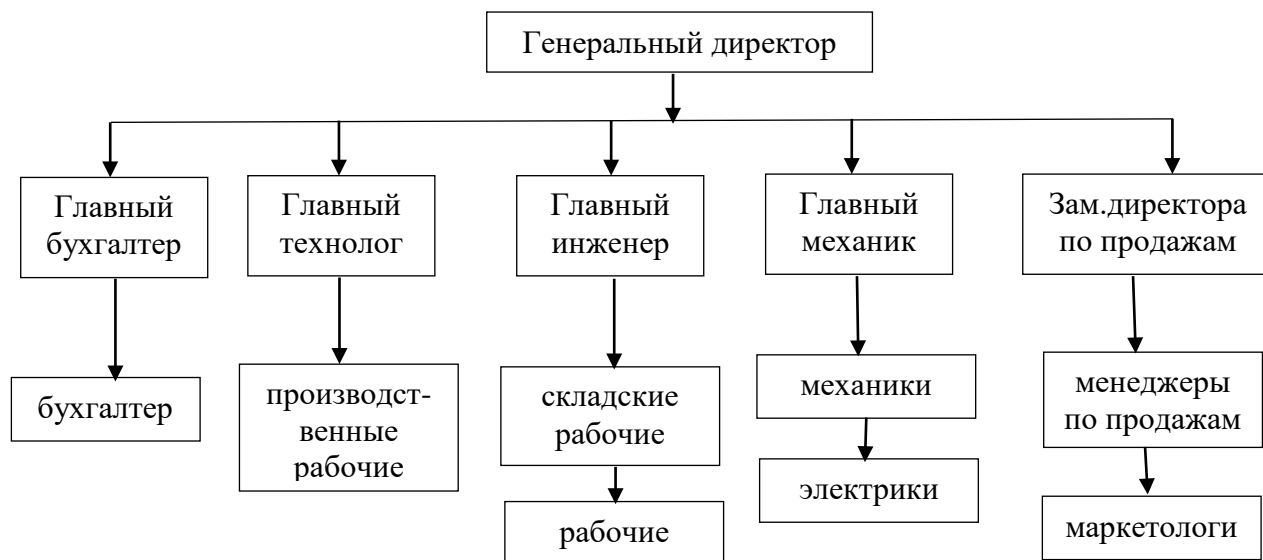 Генеральный директор
Главный
бухгалтер
Главный
технолог
Главный
инженер
Главный
механик
Зам.директора
по продажам
бухгалтер
производст-
венные
рабочие
складские
рабочие
механики
менеджеры
по продажам
рабочие
электрики
маркетологи